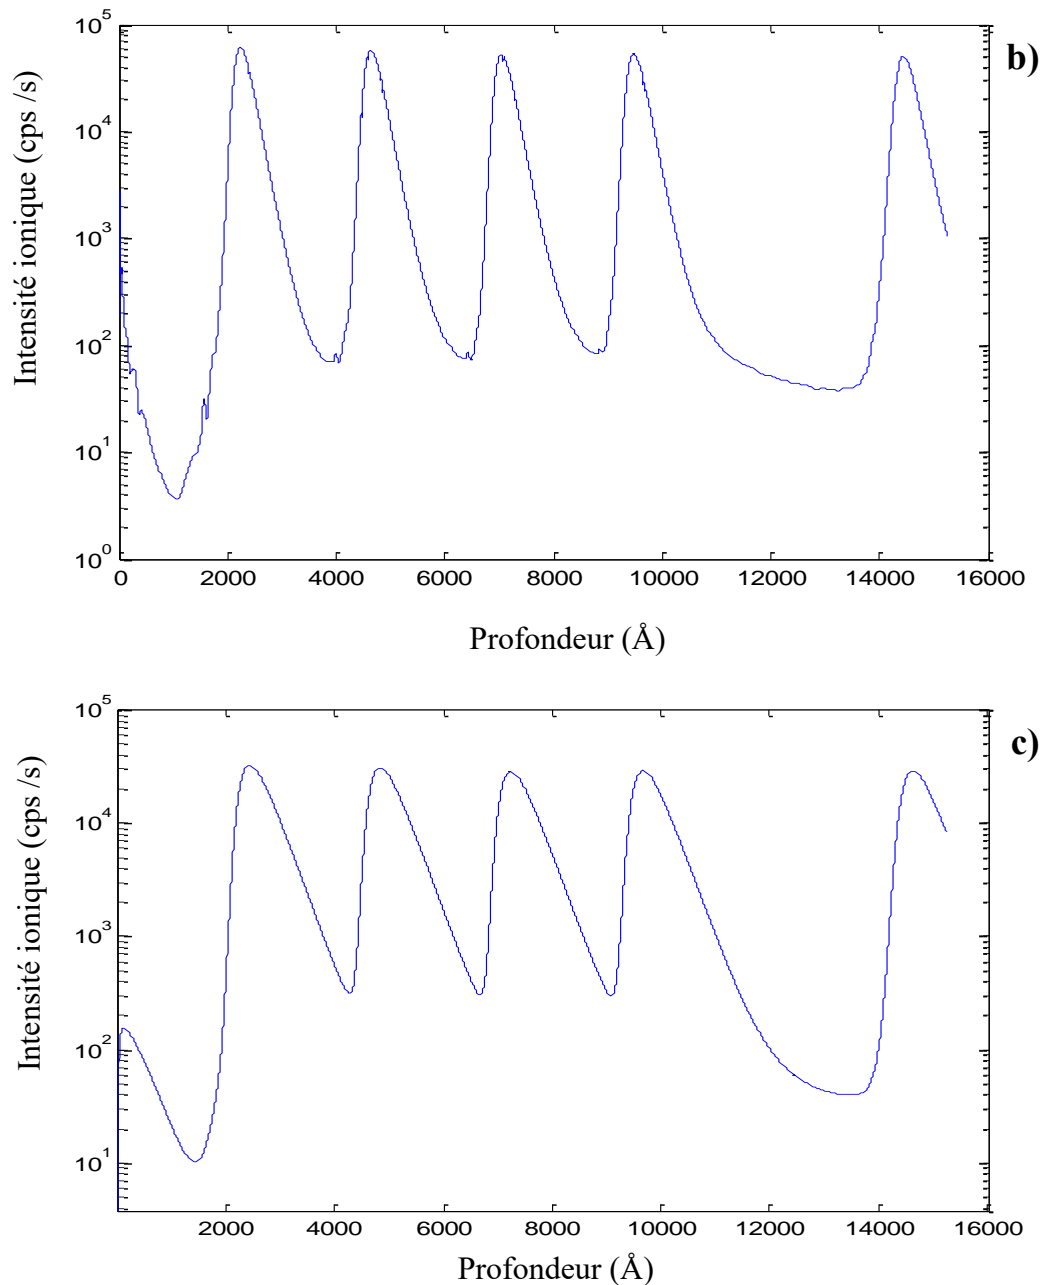 10^5
b)
10^4
10^3
10^2
10^1
10^0
Intensité ionique (cps /s)
0 2000 4000 6000 8000 10000 12000 14000 16000
Profondeur (Å)
10^5
c)
10^4
10^3
10^2
10^1
Intensité ionique (cps /s)
2000 4000 6000 8000 10000 12000 14000 16000
Profondeur (Å)